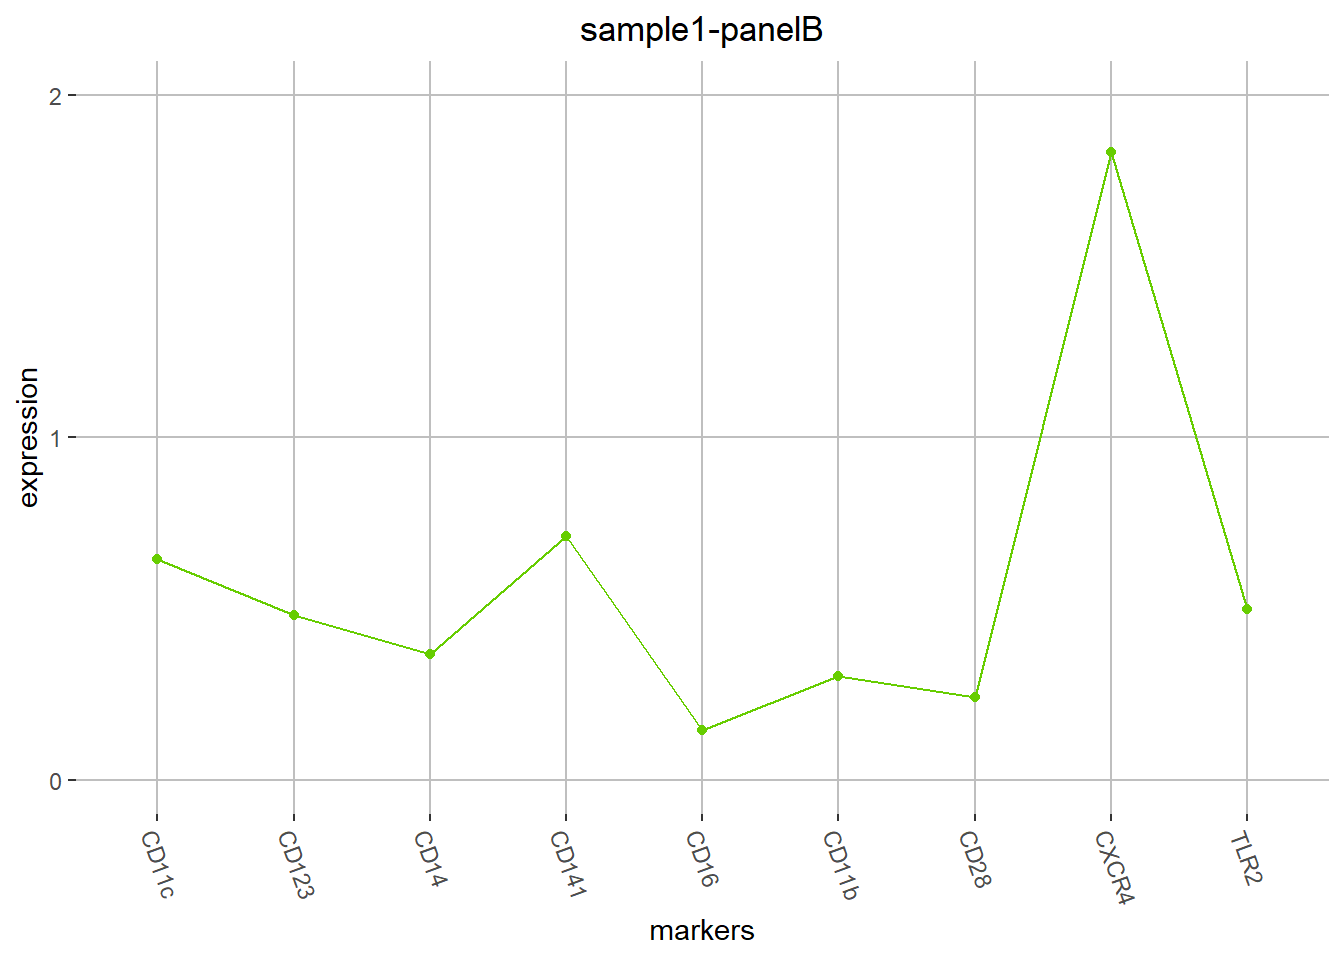 sample1-panelB
expression
2
1
0
CD11c
CD123
CD14
CD141
CD16
CD11b
CD28
CXCR4
TLR2
markers